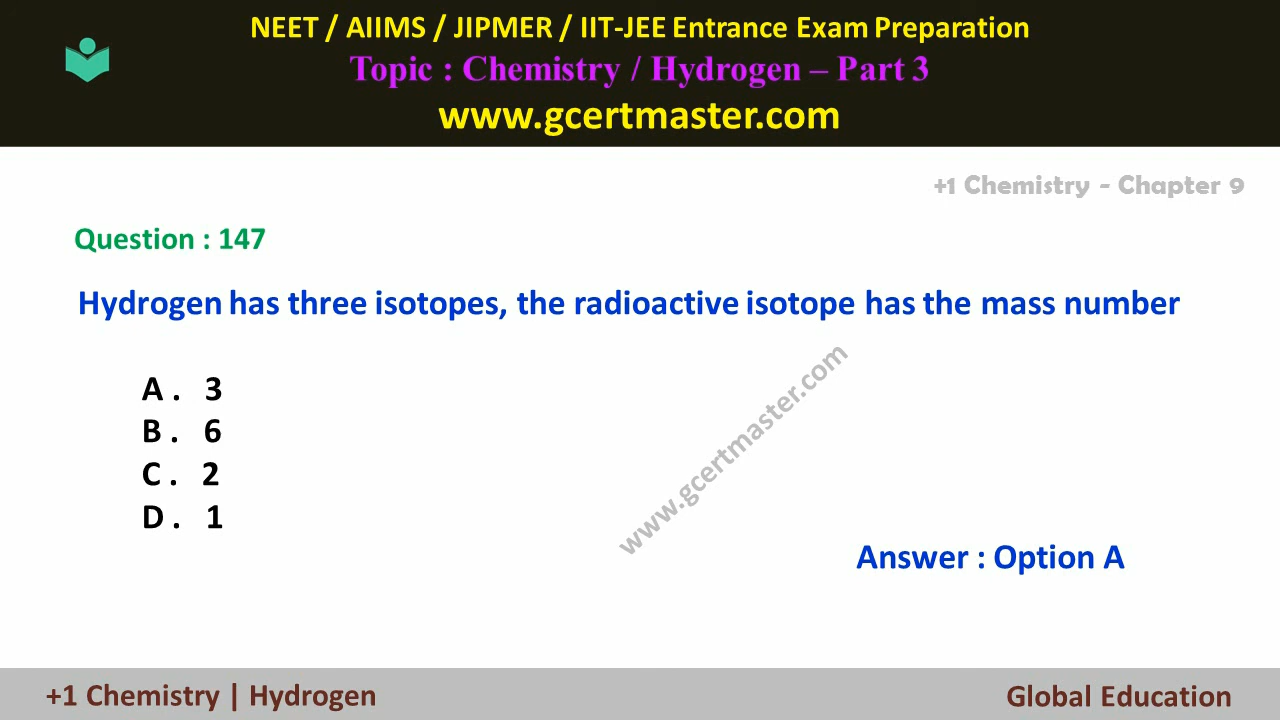 NEET / AIIMS / JIPMER / IIT-JEE Entrance Exam Preparation
Topic : Chemistry / Hydrogen – Part 3
www.gcertmaster.com
+1 Chemistry - Chapter 9
Question : 147
Hydrogen has three isotopes, the radioactive isotope has the mass number
A . 3
B . 6
C . 2
D . 1
www.gcertmaster.com
Answer : Option A
+1 Chemistry | Hydrogen
Global Education